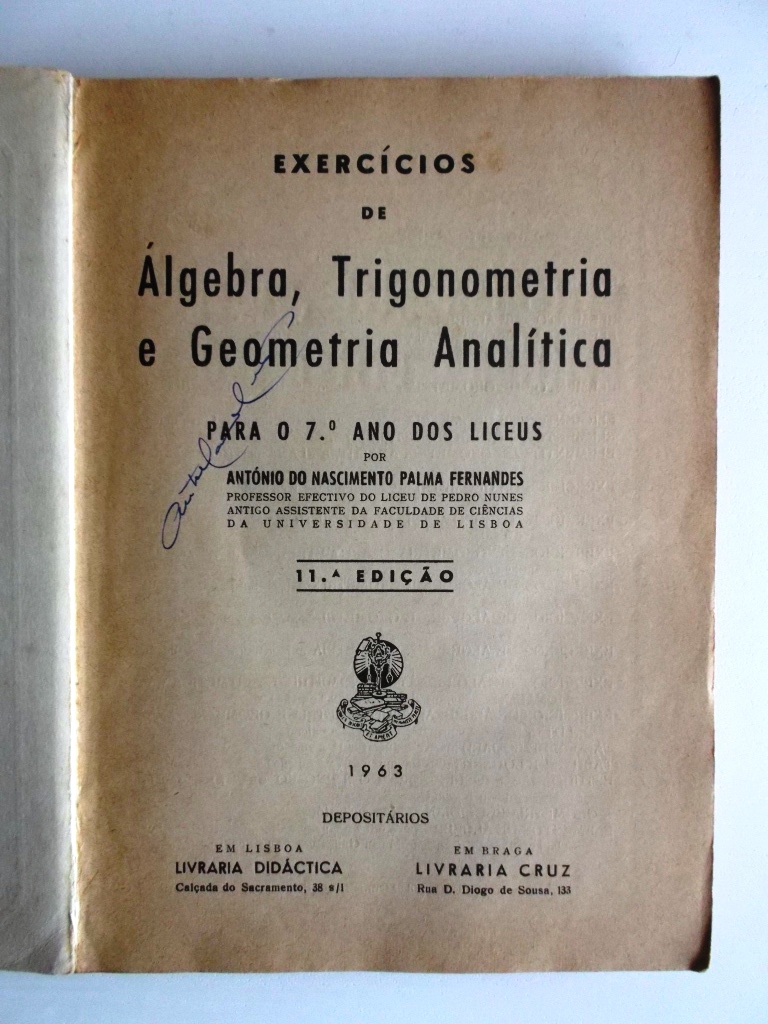 EXERCÍCIOS
DE
Álgebra, Trigonometria
e Geometria Analítica
PARA O 7.º ANO DOS LICEUS
POR
ANTÓNIO DO NASCIMENTO PALMA FERNANDES
PROFESSOR EFECTIVO DO LICEU DE PEDRO NUNES
ANTIGO ASSISTENTE DA FACULDADE DE CIÊNCIAS
DA UNIVERSIDADE DE LISBOA
11.ª EDIÇÃO
1963
DEPOSITÁRIOS
EM LISBOA
LIVRARIA DIDÁCTICA
Calçada do Sacramento, 38 s/l
EM BRAGA
LIVRARIA CRUZ
Rua D. Diogo de Sousa, 133